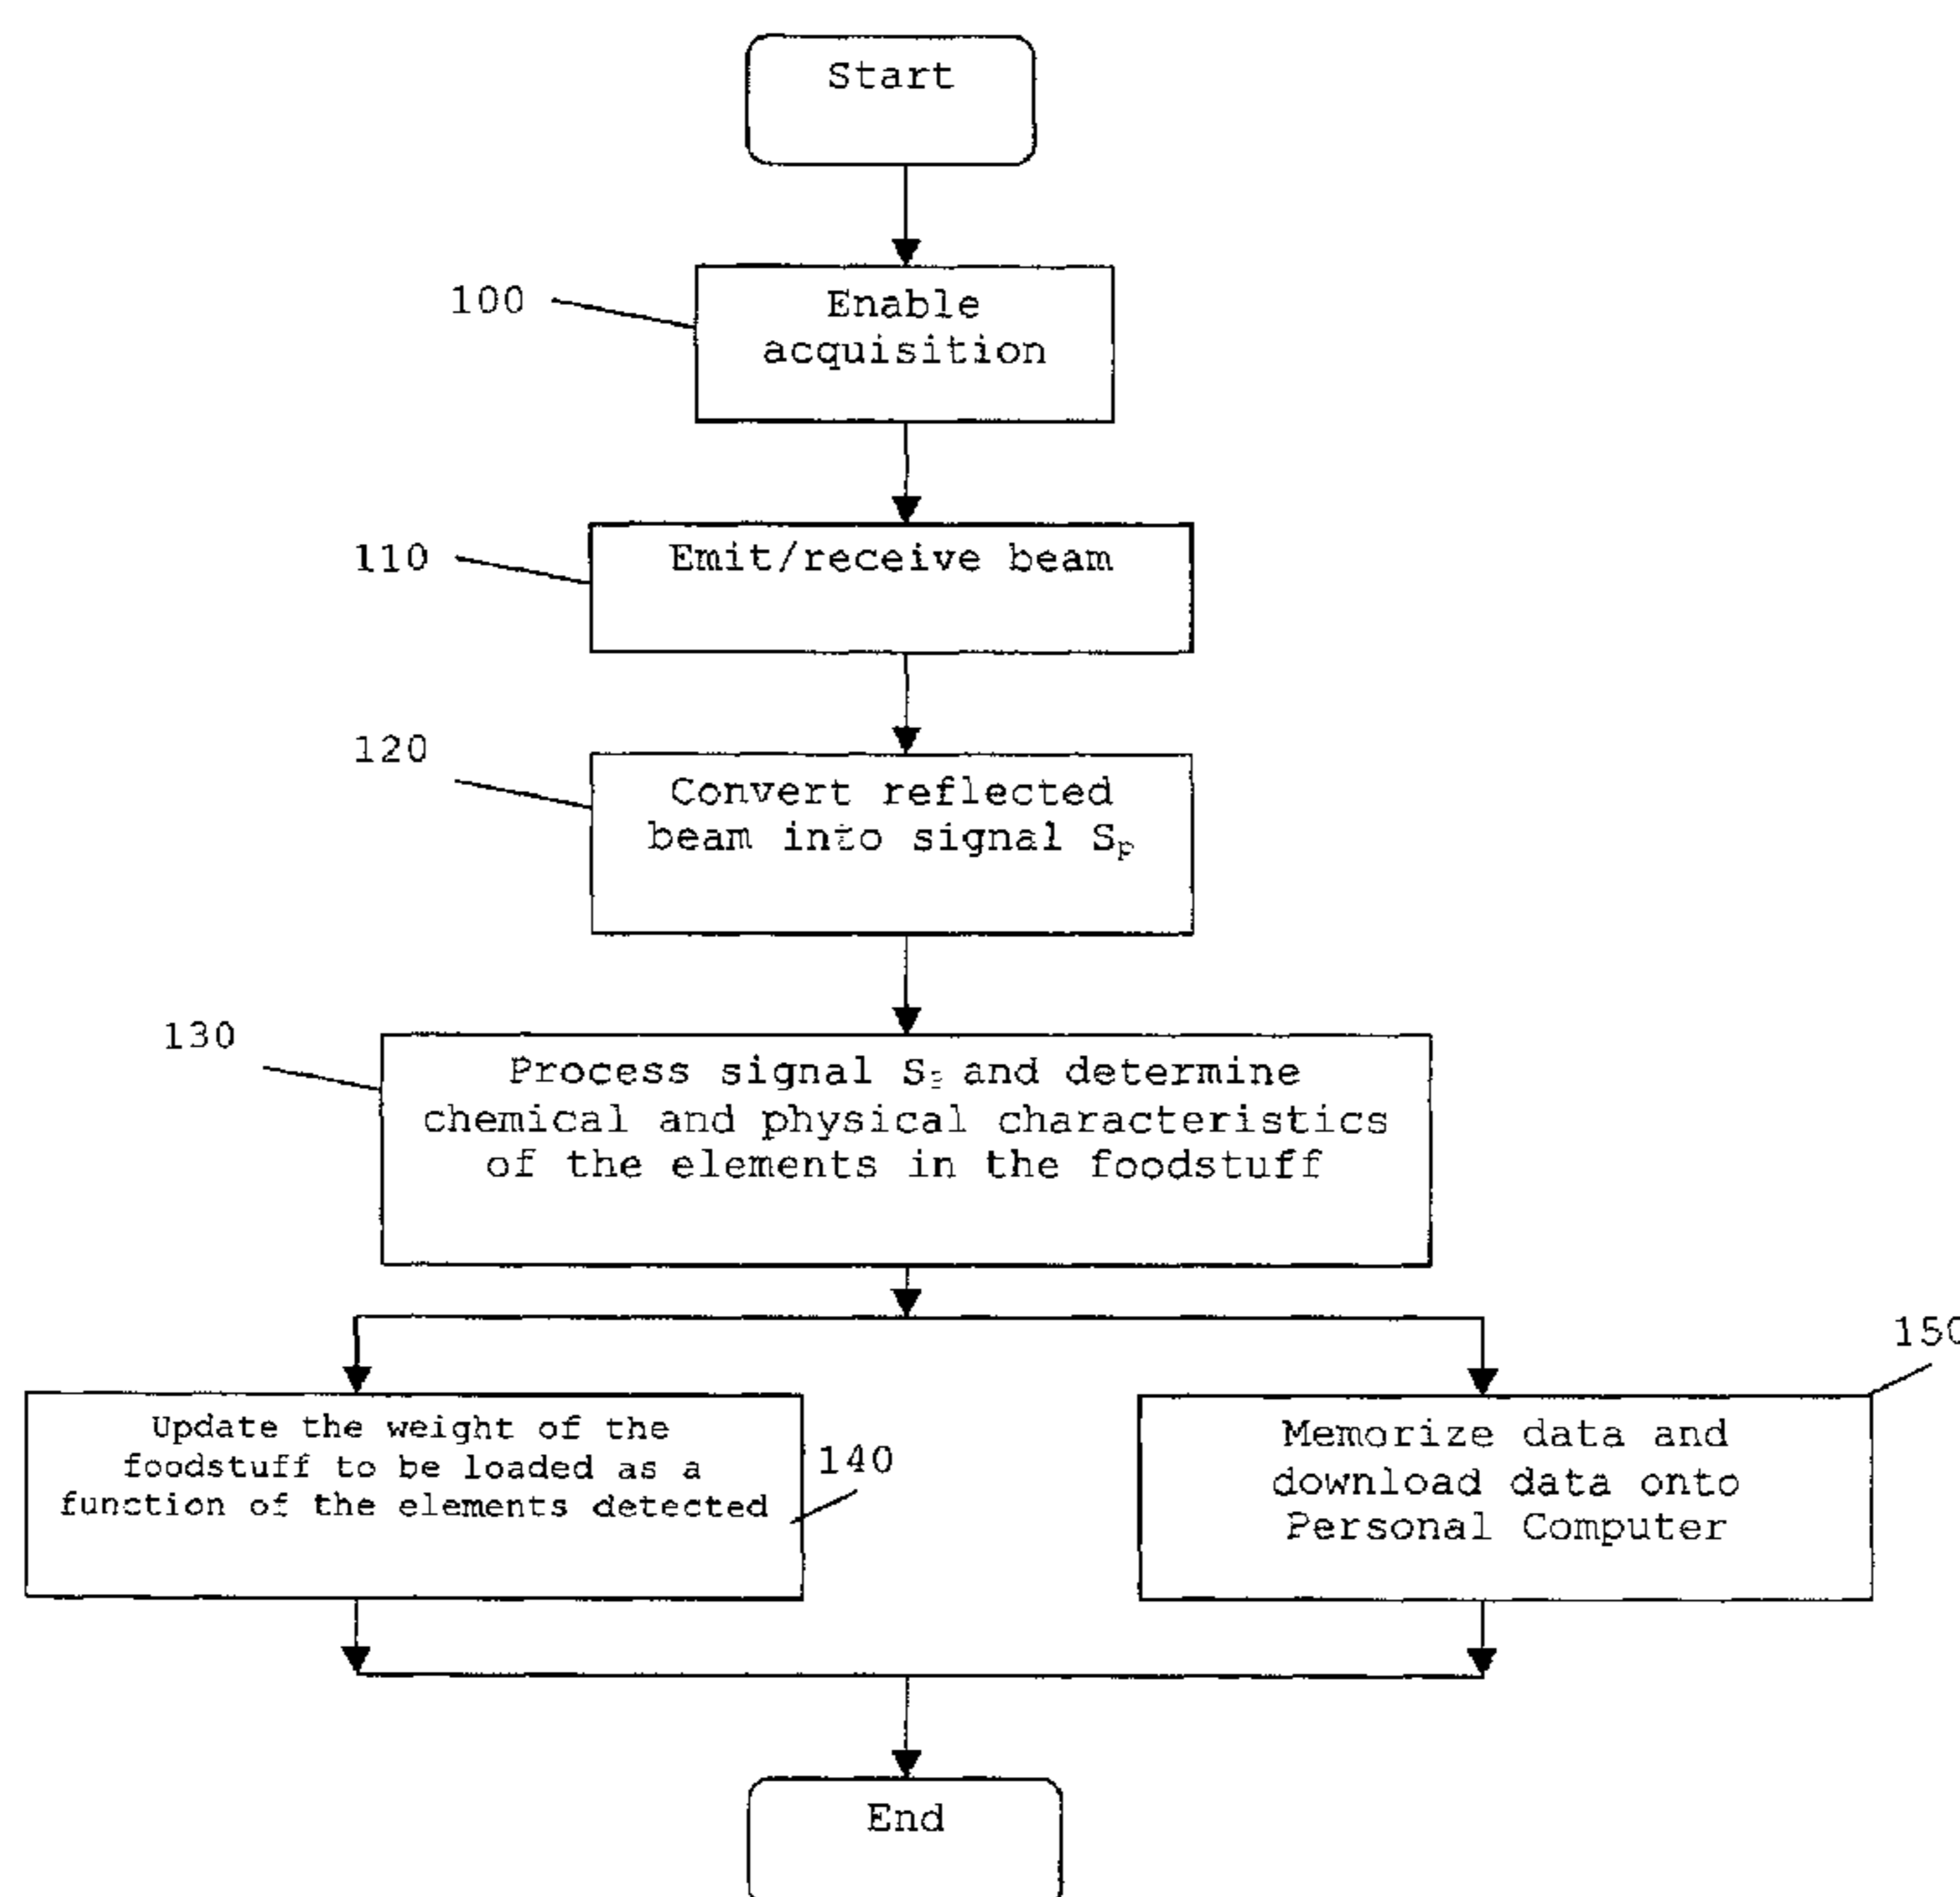 Start
100
Enable
acquisition
110
Emit/receive beam
120
Convert reflected
beam into signal Sp
130
Process signal Sp and determine
chemical and physical characteristics
of the elements in the foodstuff
150
Update the weight of the
foodstuff to be loaded as a
function of the elements detected
140
Memorize data and
download data onto
Personal Computer
End